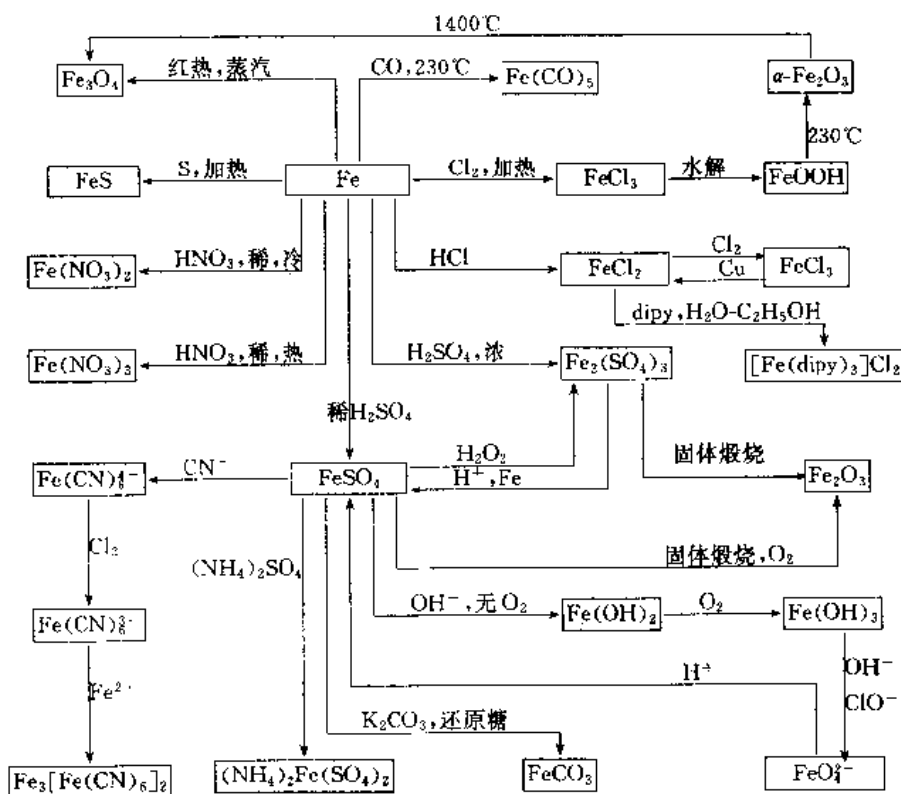 1400℃
Fe₃O₄ 红热,蒸汽 CO,230℃ Fe(CO)₅ α-Fe₂O₃
230℃
FeS S,加热 Fe Cl₂,加热 FeCl₃ 水解 FeOOH
Fe(NO₃)₂ HNO₃,稀,冷 HCl FeCl₂ Cl₂ Cu FeCl₃
dipy,H₂O-C₂H₅OH
Fe(NO₃)₃ HNO₃,稀,热 H₂SO₄,浓 Fe₂(SO₄)₃ [Fe(dipy)₃]Cl₂
稀H₂SO₄
Fe(CN)₆⁴⁻ CN⁻ FeSO₄ H₂O₂ H⁺,Fe 固体煅烧 Fe₂O₃
Cl₂ (NH₄)₂SO₄ 固体煅烧,O₂
Fe(CN)₆³⁻ OH⁻,无O₂ Fe(OH)₂ O₂ Fe(OH)₃
Fe²⁺ H⁺ OH⁻
ClO⁻
K₂CO₃,还原糖
Fe₃[Fe(CN)₆]₂ (NH₄)₂Fe(SO₄)₂ FeCO₃ FeO₄²⁻